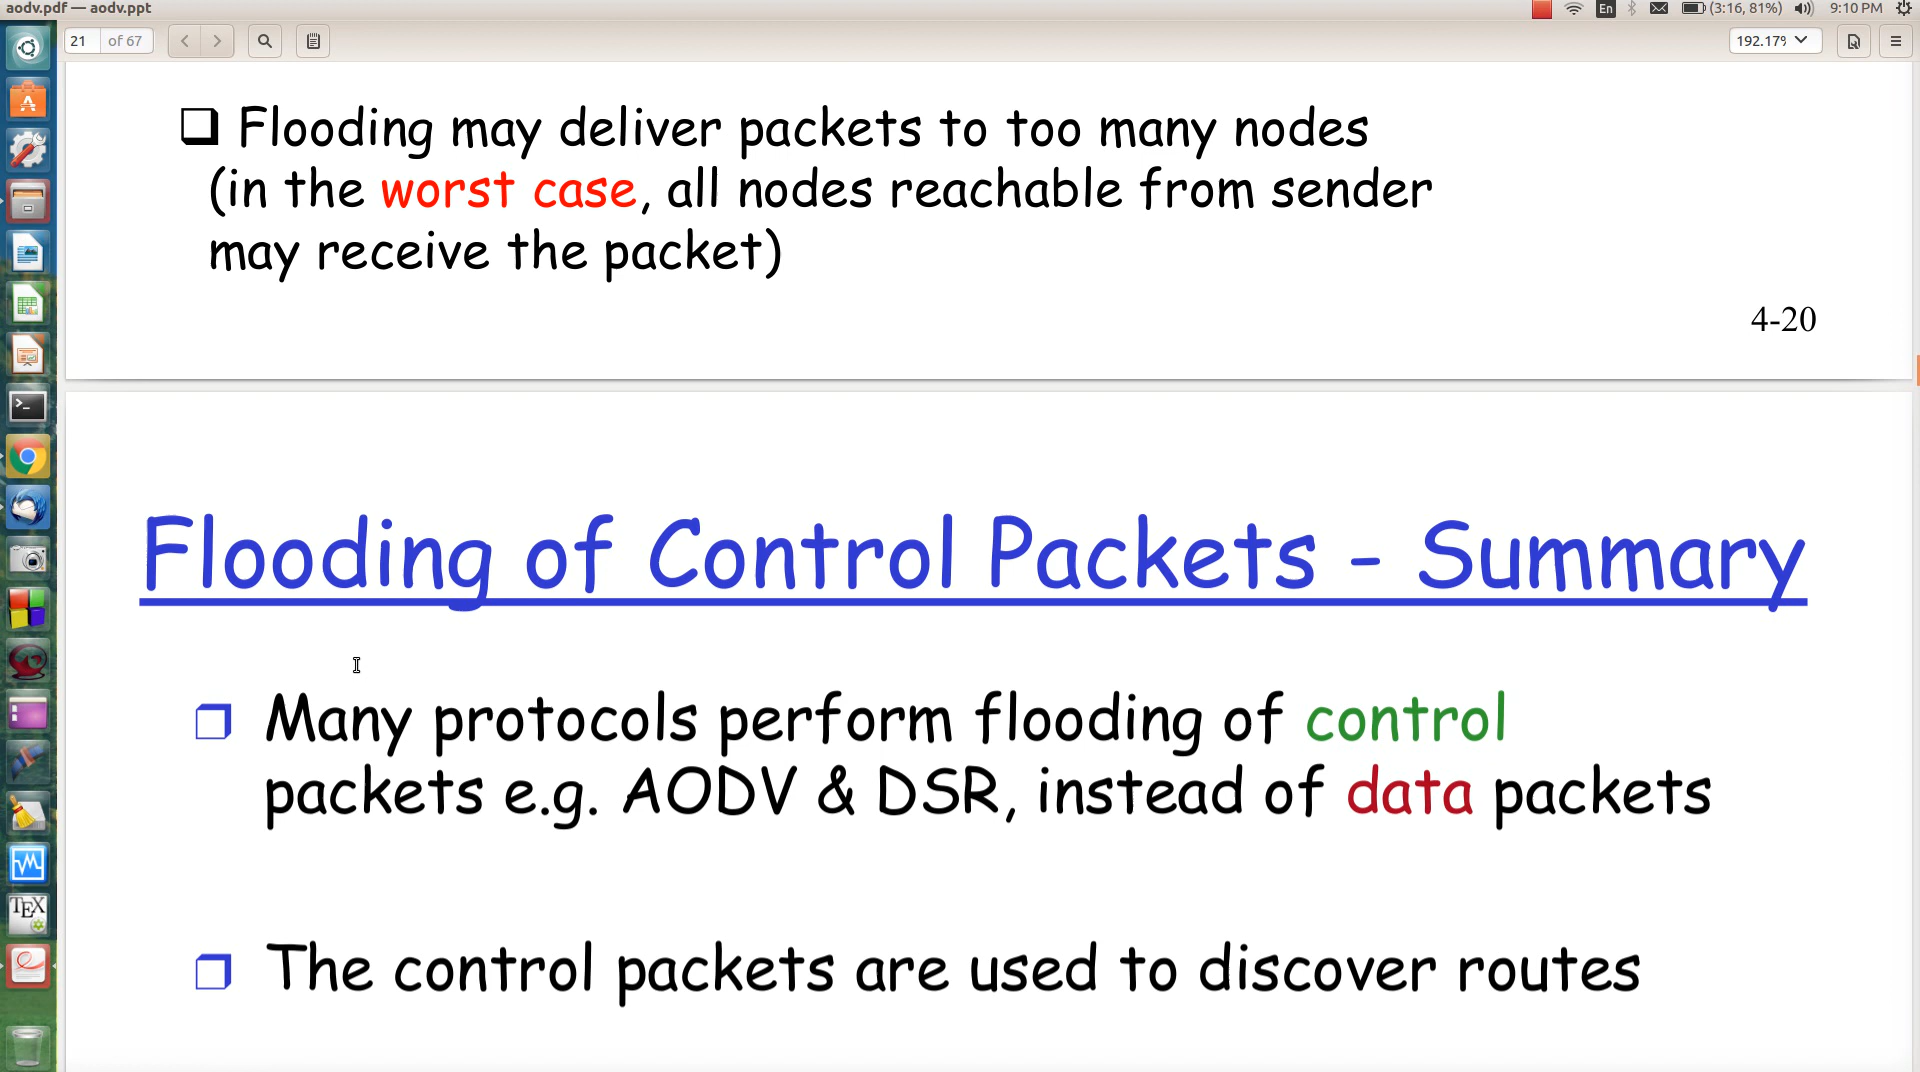 aodv.pdf — aodv.ppt
En
(3:16, 81%)
9:10 PM
21
of 67
192.17%
Flooding may deliver packets to too many nodes
(in the worst case, all nodes reachable from sender
may receive the packet)
4-20
Flooding of Control Packets - Summary
Many protocols perform flooding of control
packets e.g. AODV & DSR, instead of data packets
The control packets are used to discover routes
TEX